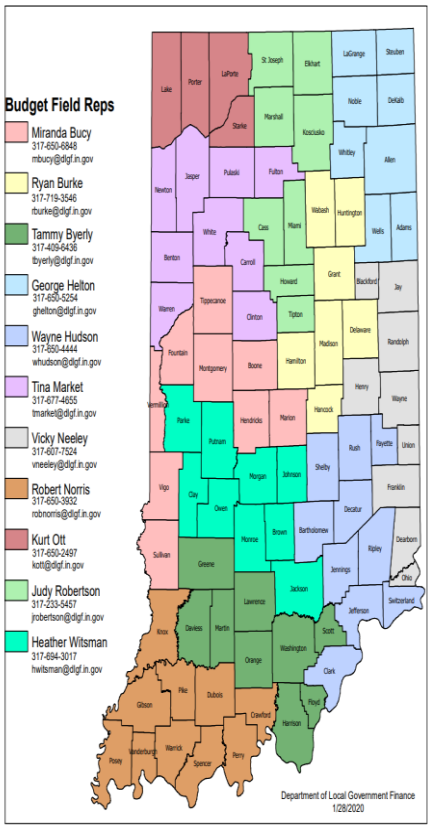 Budget Field Reps
Miranda Bucy
317-650-6848
mbucy@dlgf.in.gov
Ryan Burke
317-719-3546
rburke@dlgf.in.gov
Tammy Byerly
317-409-6436
tbyerly@dlgf.in.gov
George Helton
317-650-5254
ghelton@dlgf.in.gov
Wayne Hudson
317-650-4444
whudson@dlgf.in.gov
Tina Market
317-677-4655
tmarket@dlgf.in.gov
Vicky Neeley
317-607-7524
vneeley@dlgf.in.gov
Robert Norris
317-650-3932
robnorris@dlgf.in.gov
Kurt Ott
317-650-2497
kott@dlgf.in.gov
Judy Robertson
317-233-5457
jrobertson@dlgf.in.gov
Heather Witsman
317-694-3017
hwitsman@dlgf.in.gov
Lake
Porter
LaPorte
St Joseph
Elkhart
LaGrange
Steuben
Noble
DeKalb
Starke
Marshall
Kosciusko
Whitley
Allen
Newton
Jasper
Pulaski
Fulton
Wabash
Huntington
Wells
Adams
White
Cass
Miami
Benton
Carroll
Howard
Grant
Blackford
Jay
Warren
Tippecanoe
Clinton
Tipton
Madison
Delaware
Randolph
Fountain
Montgomery
Boone
Hamilton
Henry
Wayne
Vermillion
Parke
Putnam
Hendricks
Marion
Hancock
Rush
Fayette
Union
Vigo
Clay
Owen
Morgan
Johnson
Shelby
Franklin
Sullivan
Greene
Monroe
Brown
Bartholomew
Decatur
Dearborn
Ripley
Jennings
Ohio
Knox
Daviess
Martin
Lawrence
Jackson
Jefferson
Switzerland
Orange
Washington
Scott
Clark
Gibson
Pike
Dubois
Crawford
Harrison
Floyd
Posey
Vanderburgh
Warrick
Spencer
Perry
Department of Local Government Finance
1/28/2020